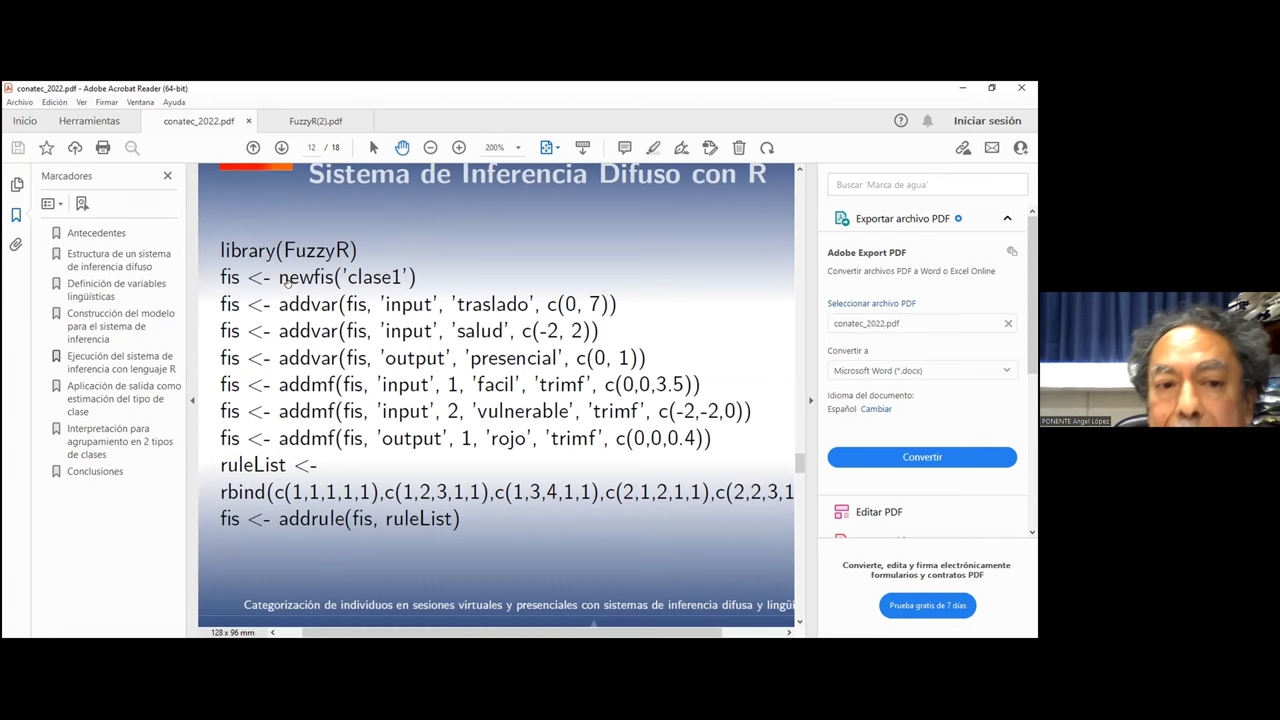 conatec_2022.pdf - Adobe Acrobat Reader (64-bit)
Archivo Edición Ver Firmar Ventana Ayuda
Inicio Herramientas conatec_2022.pdf × FuzzyR(2).pdf Iniciar sesión
12 / 18 200%
Marcadores
Antecedentes
Estructura de un sistema
de inferencia difuso
Definición de variables
lingüísticas
Construcción del modelo
para el sistema de
inferencia
Ejecución del sistema de
inferencia con lenguaje R
Aplicación de salida como
estimación del tipo de
clase
Interpretación para
agrupamiento en 2 tipos
de clases
Conclusiones
Sistema de Inferencia Difuso con R
library(FuzzyR)
fis <- newfis('clase1')
fis <- addvar(fis, 'input', 'traslado', c(0, 7))
fis <- addvar(fis, 'input', 'salud', c(-2, 2))
fis <- addvar(fis, 'output', 'presencial', c(0, 1))
fis <- addmf(fis, 'input', 1, 'facil', 'trimf', c(0,0,3.5))
fis <- addmf(fis, 'input', 2, 'vulnerable', 'trimf', c(-2,-2,0))
fis <- addmf(fis, 'output', 1, 'rojo', 'trimf', c(0,0,0.4))
ruleList <-
rbind(c(1,1,1,1,1),c(1,2,3,1,1),c(1,3,4,1,1),c(2,1,2,1,1),c(2,2,3,1
fis <- addrule(fis, ruleList)
Categorización de individuos en sesiones virtuales y presenciales con sistemas de inferencia difusa y lingüí
128 x 96 mm
Buscar 'Marca de agua'
Exportar archivo PDF
Adobe Export PDF
Convertir archivos PDF a Word o Excel Online
Seleccionar archivo PDF
conatec_2022.pdf
Convertir a
Microsoft Word (*.docx)
Idioma del documento:
Español Cambiar
Convertir
Editar PDF
Convierte, edita y firma electrónicamente
formularios y contratos PDF
Prueba gratis de 7 días
PONENTE Angel López